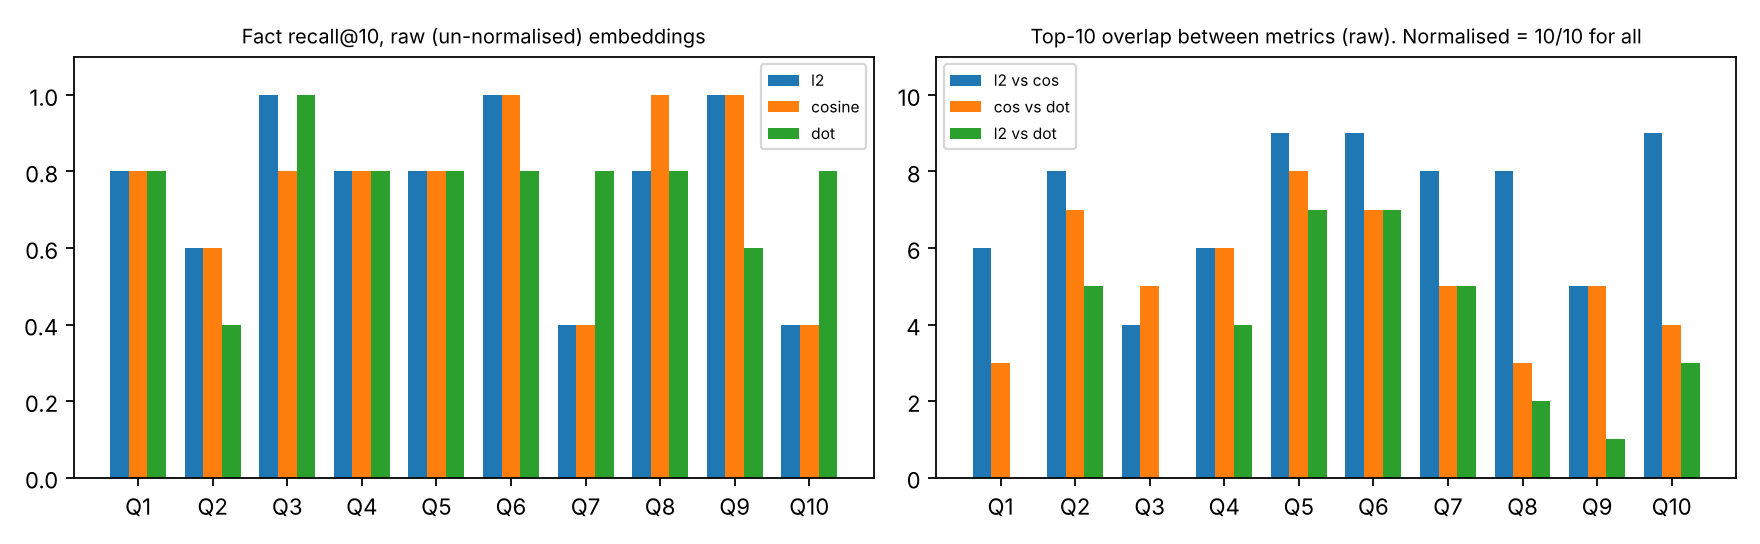 Fact recall@10, raw (un-normalised) embeddings
l2
cosine
dot
1.0
0.8
0.6
0.4
0.2
0.0
Q1 Q2 Q3 Q4 Q5 Q6 Q7 Q8 Q9 Q10
Top-10 overlap between metrics (raw). Normalised = 10/10 for all
l2 vs cos
cos vs dot
l2 vs dot
10
8
6
4
2
0
Q1 Q2 Q3 Q4 Q5 Q6 Q7 Q8 Q9 Q10